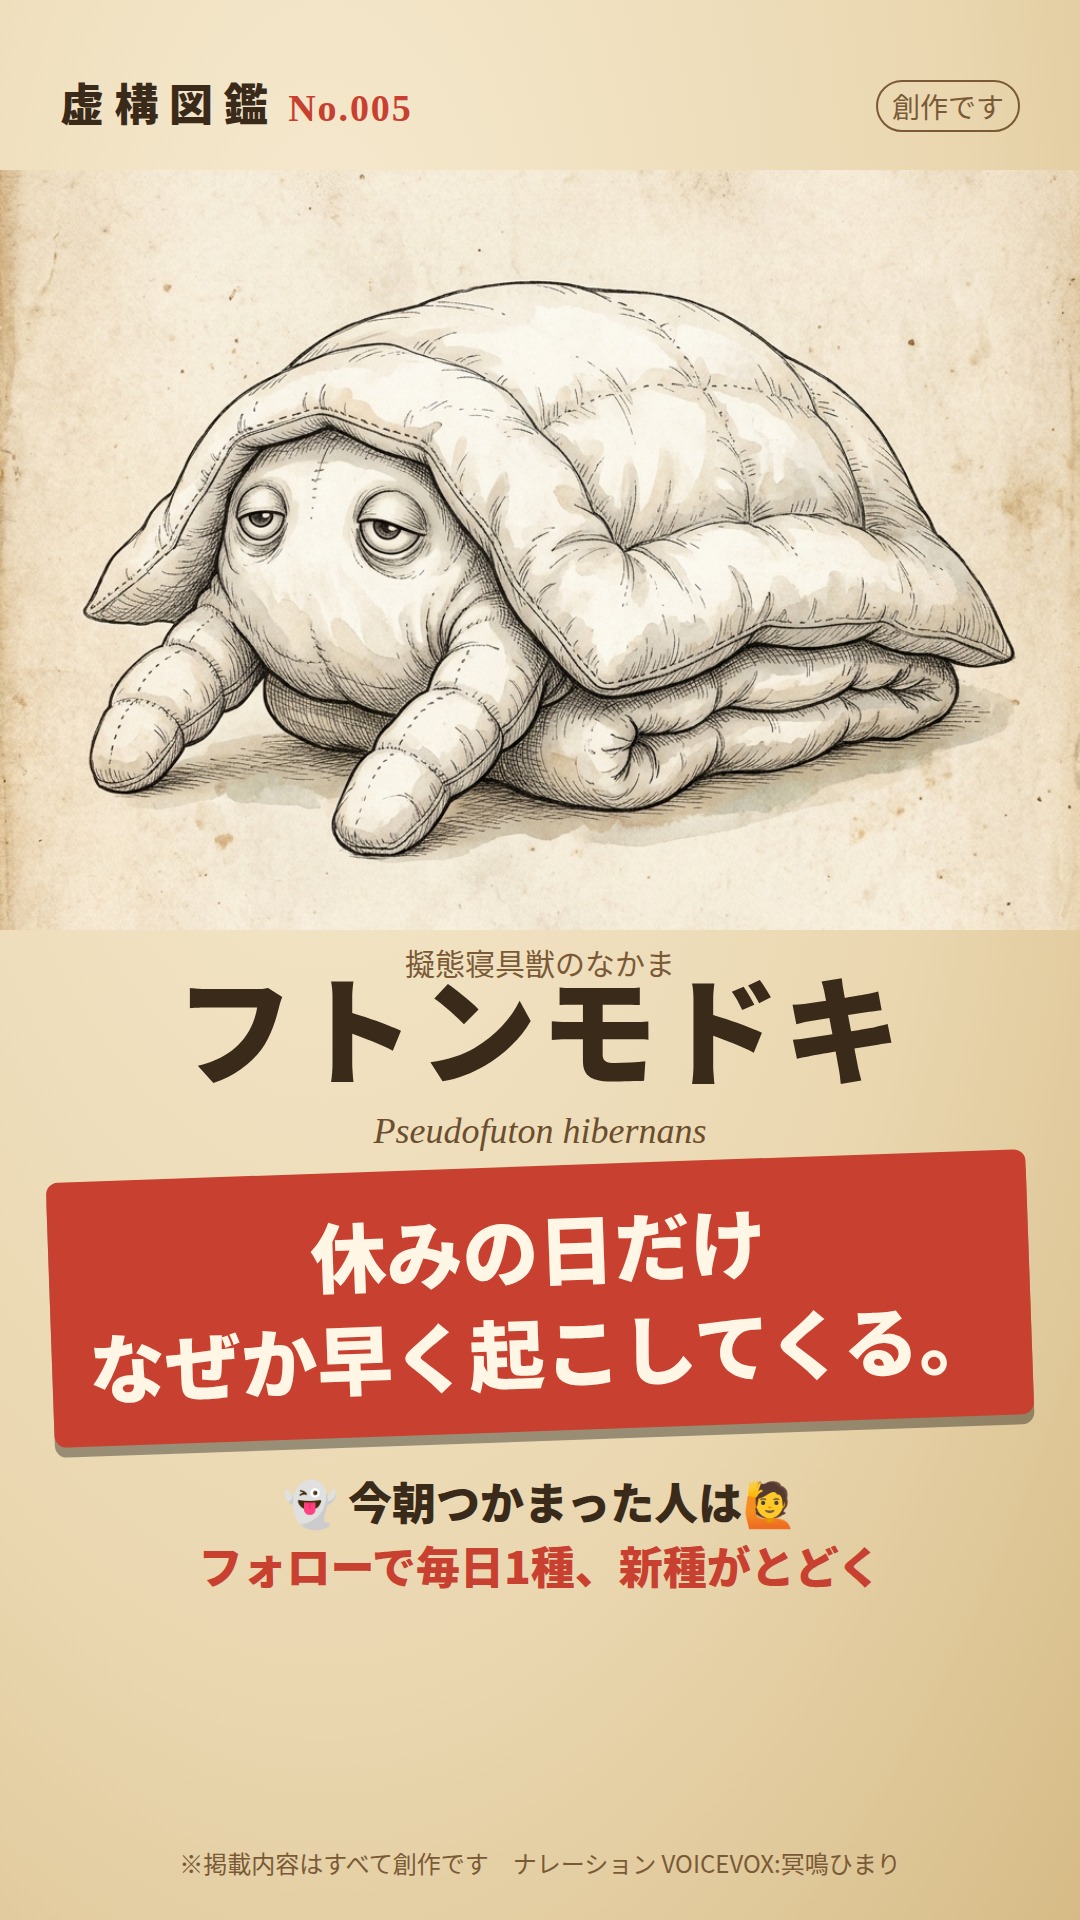 虚構図鑑 No.005
創作です
擬態寝具獣のなかま
フトンモドキ
Pseudofuton hibernans
休みの日だけ
なぜか早く起こしてくる。
👻 今朝つかまった人は🙋
フォローで毎日1種、新種がとどく
※掲載内容はすべて創作です　ナレーション VOICEVOX:冥鳴ひまり